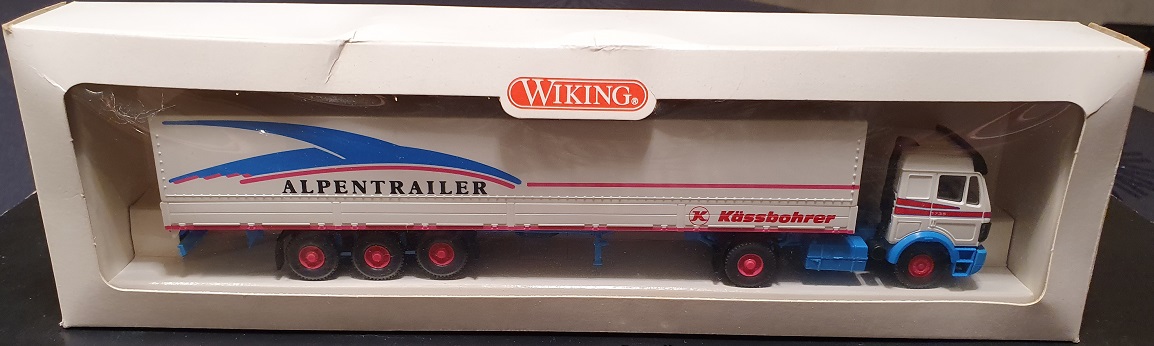 WIKING®
ALPENTRAILER
K Kässbohrer